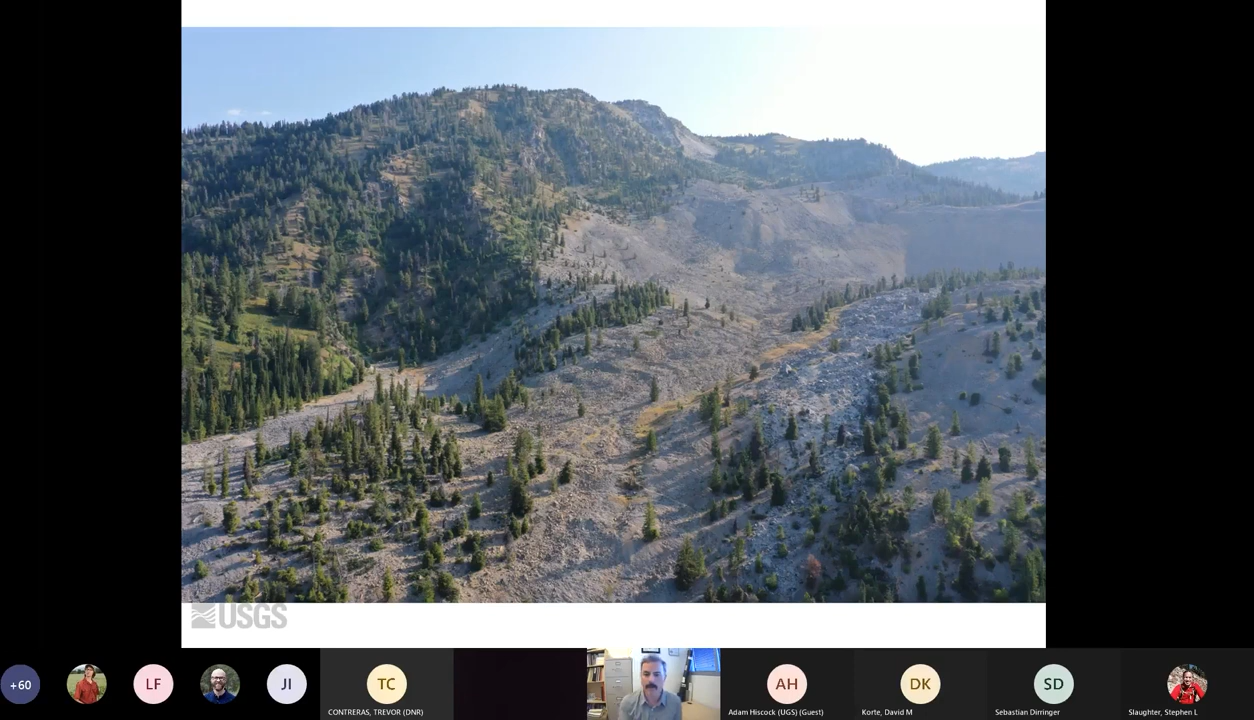 USGS
+60
LF
JI
TC
CONTRERAS, TREVOR (DNR)
AH
Adam Hiscock (UGS) (Guest)
DK
Korte, David M
SD
Sebastian Dirringer
Slaughter, Stephen L